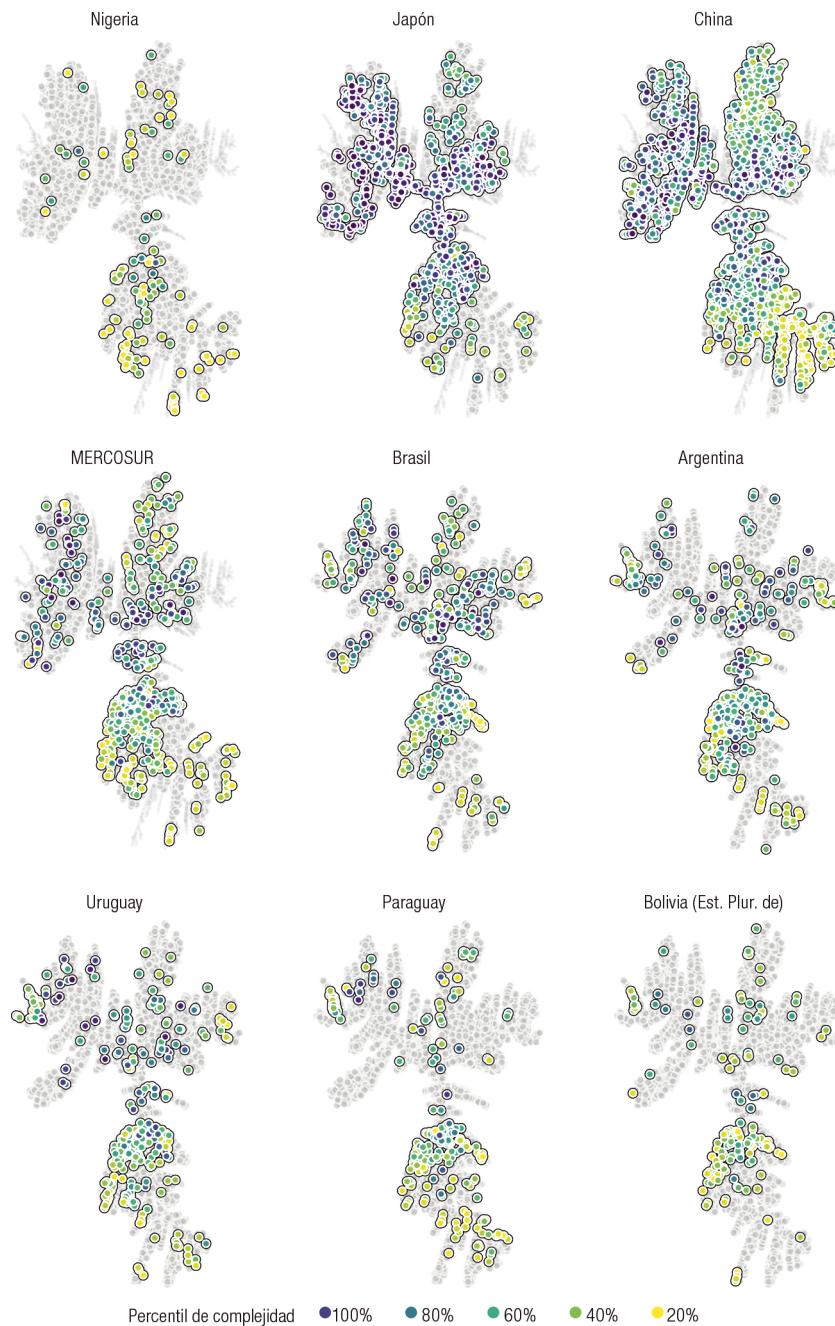 Nigeria
Japón
China
MERCOSUR
Brasil
Argentina
Uruguay
Paraguay
Bolivia (Est. Plur. de)
Percentil de complejidad 100% 80% 60% 40% 20%